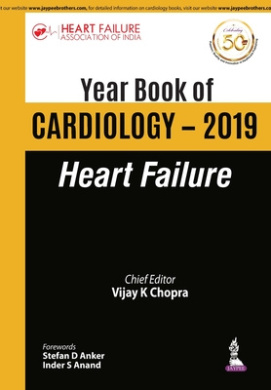 it our website www.jaypeebrothers.com, for detailed information on cardiology books, visit our website www.jaypeebrothers.com
HEART FAILURE
ASSOCIATION OF INDIA
Celebrating
50
Year Book of
CARDIOLOGY – 2019
Heart Failure
Chief Editor
Vijay K Chopra
Forewords
Stefan D Anker
Inder S Anand
JAYPEE